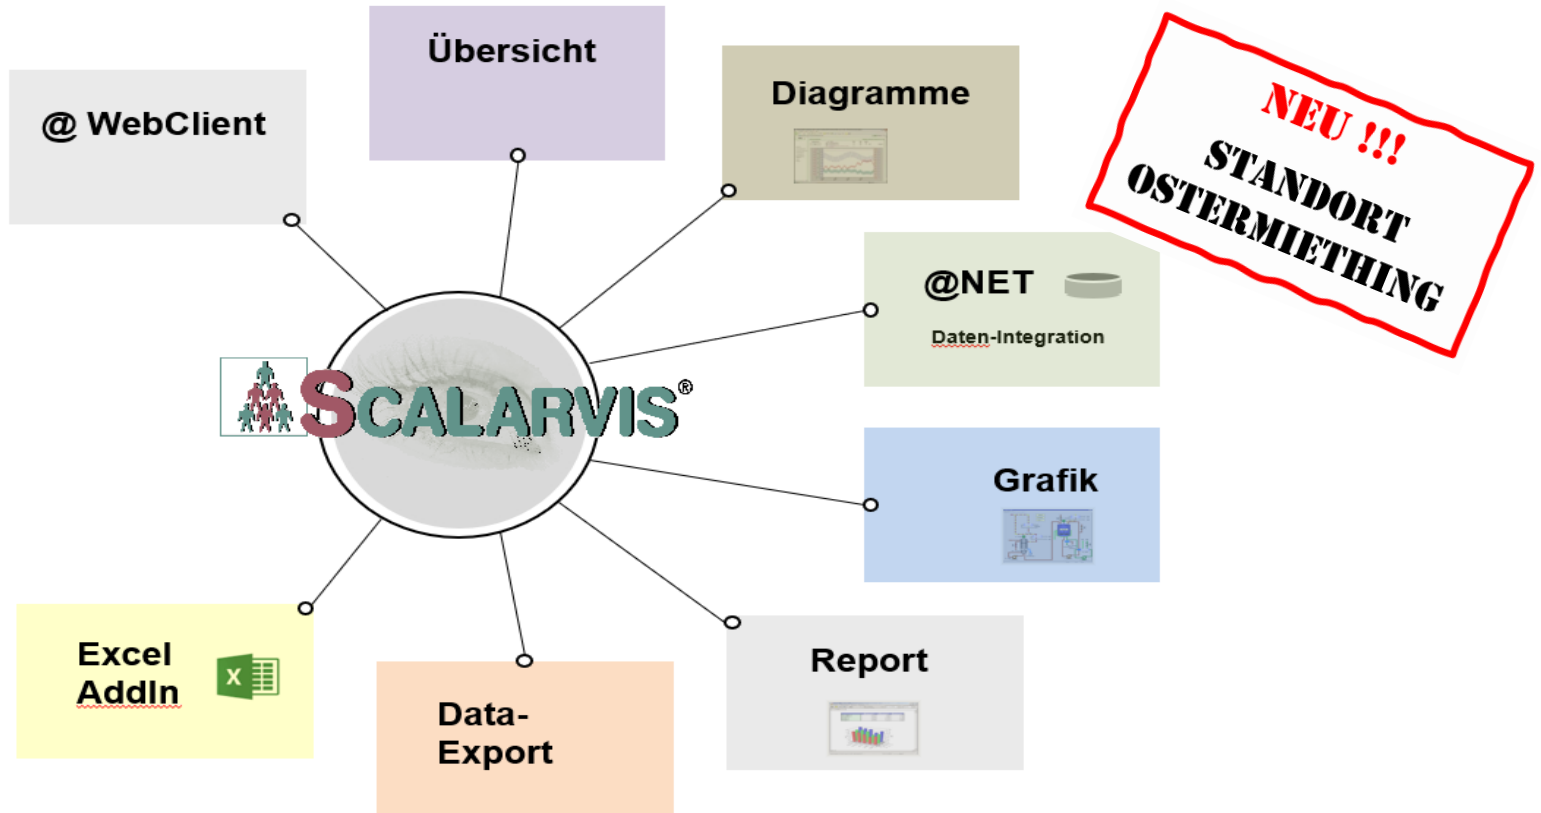 Übersicht
@ WebClient
Diagramme
NEU !!!
STANDORT
OSTERMIETHING
@NET
Daten-Integration
SCALARVIS®
Grafik
Excel
AddIn
X
Data-
Export
Report